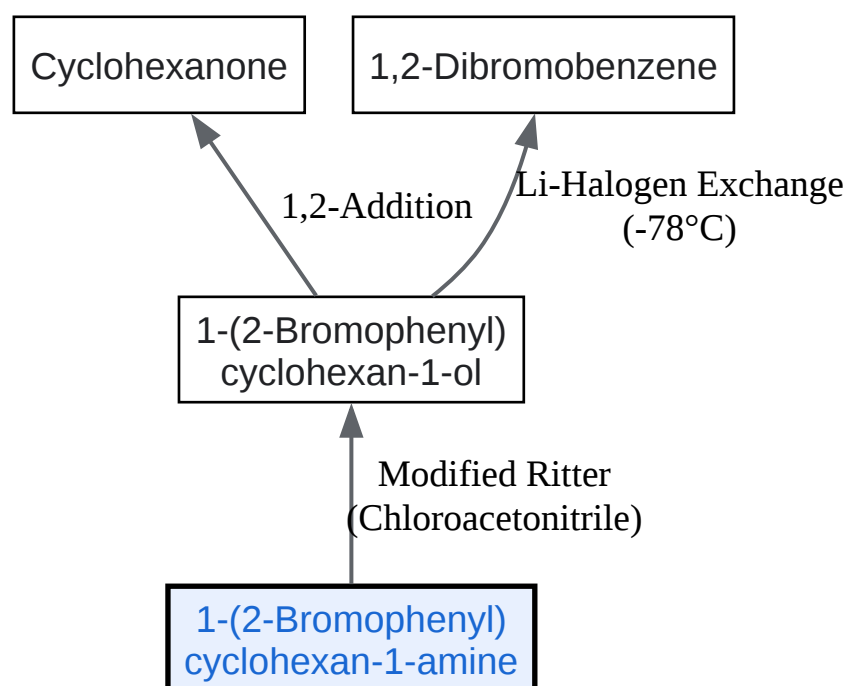 Cyclohexanone
1,2-Dibromobenzene
1,2-Addition
Li-Halogen Exchange
(-78°C)
1-(2-Bromophenyl)
cyclohexan-1-ol
Modified Ritter
(Chloroacetonitrile)
1-(2-Bromophenyl)
cyclohexan-1-amine